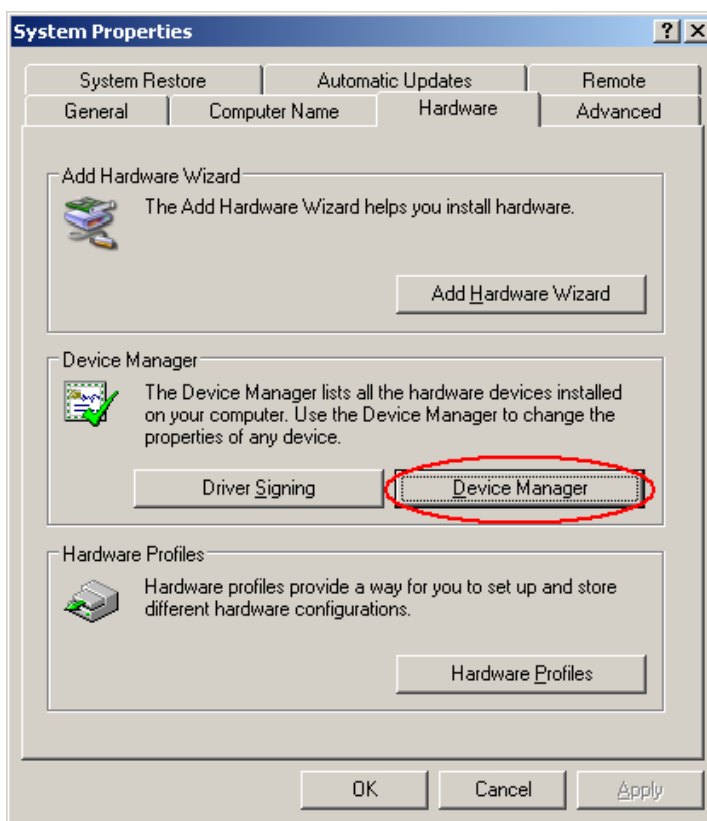 System Properties
System Restore
Automatic Updates
Remote
General
Computer Name
Hardware
Advanced
Add Hardware Wizard
The Add Hardware Wizard helps you install hardware.
Add Hardware Wizard
Device Manager
The Device Manager lists all the hardware devices installed
on your computer. Use the Device Manager to change the
properties of any device.
Driver Signing
Device Manager
Hardware Profiles
Hardware profiles provide a way for you to set up and store
different hardware configurations.
Hardware Profiles
OK
Cancel
Apply